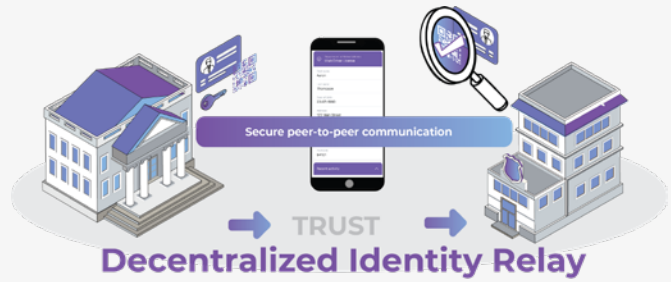 Secure peer-to-peer communication
TRUST
Decentralized Identity Relay